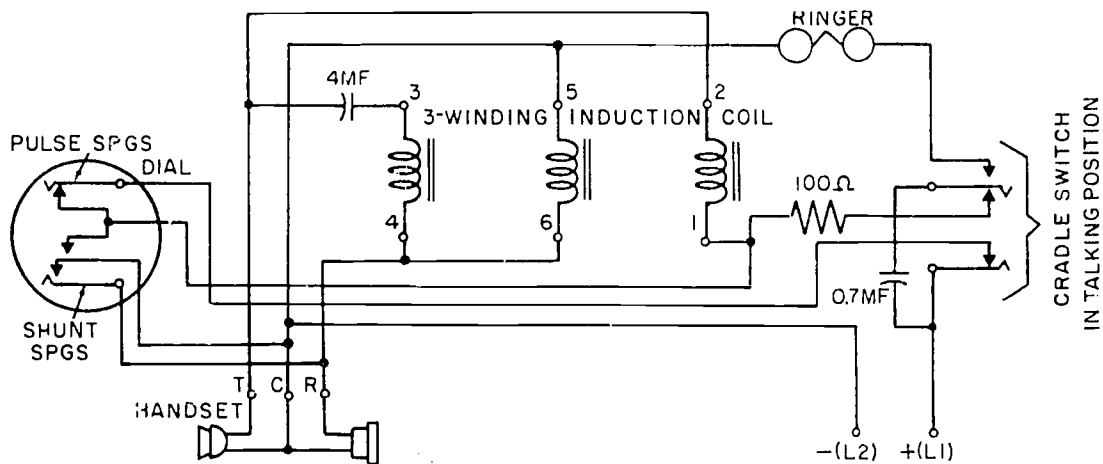 RINGER
4MF
3
5
2
3-WINDING INDUCTION COIL
PULSE SPGS
DIAL
100Ω
4
6
1
0.7MF
SHUNT
SPGS
T C R
HANDSET
-(L2) +(L1)
CRADLE SWITCH
IN TALKING POSITION